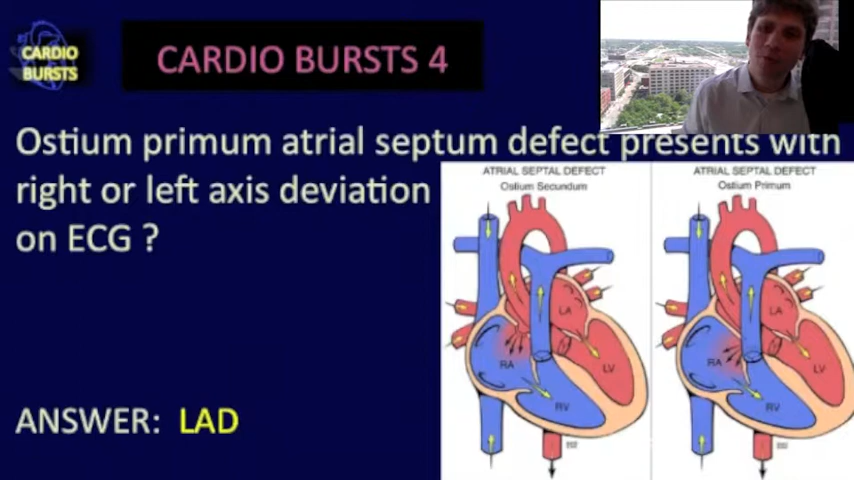 CARDIO
BURSTS
CARDIO BURSTS 4
Ostium primum atrial septum defect presents with
right or left axis deviation
on ECG ?
ANSWER: LAD
ATRIAL SEPTAL DEFECT
Ostium Secundum
LA
RA
LV
RV
ATRIAL SEPTAL DEFECT
Ostium Primum
LA
RA
LV
RV